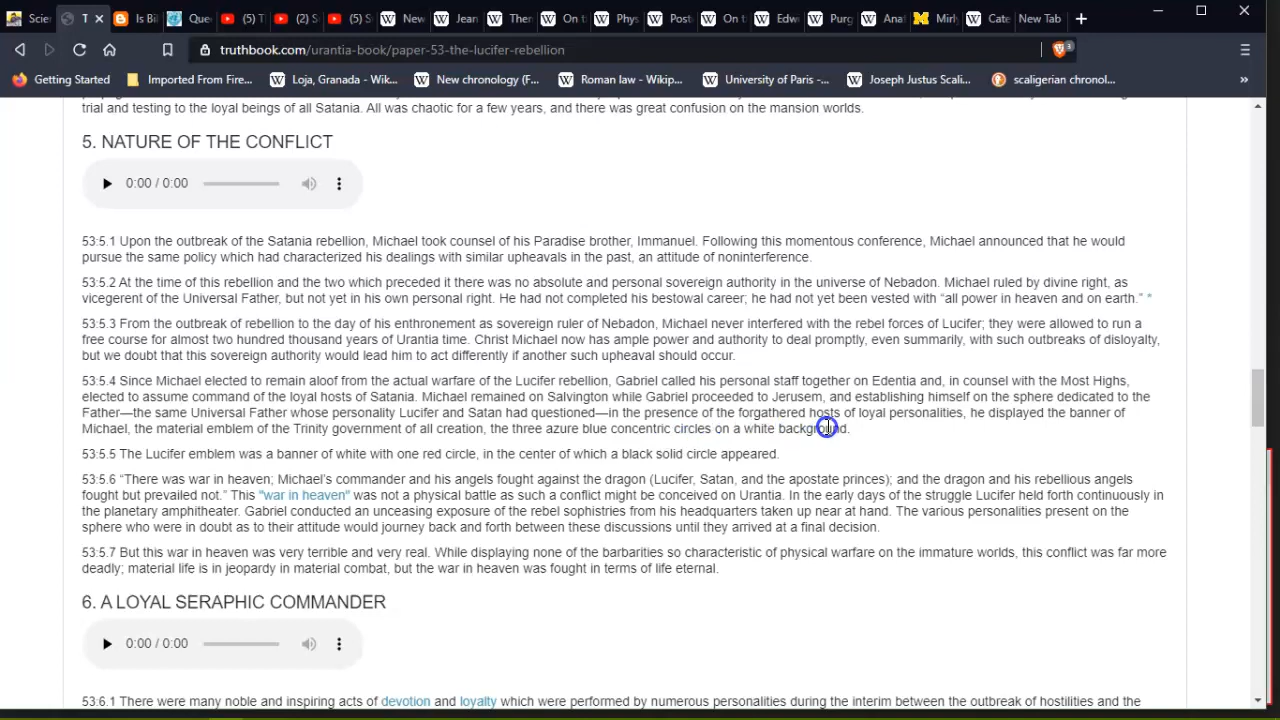 Scie
T
Is Bi
Que
(5) T
(2) S
(5) S
New
Jean
Ther
On t
Phys
Post
On t
Edw
Purg
Anat
Mirl
Cate
New Tab
truthbook.com/urantia-book/paper-53-the-lucifer-rebellion
3
Getting Started
Imported From Fire...
Loja, Granada - Wik...
New chronology (F...
Roman law - Wikip...
University of Paris -...
Joseph Justus Scali...
scaligerian chronol...
trial and testing to the loyal beings of all Satania. All was chaotic for a few years, and there was great confusion on the mansion worlds.
5. NATURE OF THE CONFLICT
0:00 / 0:00
53:5.1 Upon the outbreak of the Satania rebellion, Michael took counsel of his Paradise brother, Immanuel. Following this momentous conference, Michael announced that he would
pursue the same policy which had characterized his dealings with similar upheavals in the past, an attitude of noninterference.
53:5.2 At the time of this rebellion and the two which preceded it there was no absolute and personal sovereign authority in the universe of Nebadon. Michael ruled by divine right, as
vicegerent of the Universal Father, but not yet in his own personal right. He had not completed his bestowal career; he had not yet been vested with “all power in heaven and on earth.” *
53:5.3 From the outbreak of rebellion to the day of his enthronement as sovereign ruler of Nebadon, Michael never interfered with the rebel forces of Lucifer; they were allowed to run a
free course for almost two hundred thousand years of Urantia time. Christ Michael now has ample power and authority to deal promptly, even summarily, with such outbreaks of disloyalty,
but we doubt that this sovereign authority would lead him to act differently if another such upheaval should occur.
53:5.4 Since Michael elected to remain aloof from the actual warfare of the Lucifer rebellion, Gabriel called his personal staff together on Edentia and, in counsel with the Most Highs,
elected to assume command of the loyal hosts of Satania. Michael remained on Salvington while Gabriel proceeded to Jerusem, and establishing himself on the sphere dedicated to the
Father—the same Universal Father whose personality Lucifer and Satan had questioned—in the presence of the forgathered hosts of loyal personalities, he displayed the banner of
Michael, the material emblem of the Trinity government of all creation, the three azure blue concentric circles on a white background.
53:5.5 The Lucifer emblem was a banner of white with one red circle, in the center of which a black solid circle appeared.
53:5.6 “There was war in heaven; Michael’s commander and his angels fought against the dragon (Lucifer, Satan, and the apostate princes); and the dragon and his rebellious angels
fought but prevailed not.” This “war in heaven” was not a physical battle as such a conflict might be conceived on Urantia. In the early days of the struggle Lucifer held forth continuously in
the planetary amphitheater. Gabriel conducted an unceasing exposure of the rebel sophistries from his headquarters taken up near at hand. The various personalities present on the
sphere who were in doubt as to their attitude would journey back and forth between these discussions until they arrived at a final decision.
53:5.7 But this war in heaven was very terrible and very real. While displaying none of the barbarities so characteristic of physical warfare on the immature worlds, this conflict was far more
deadly; material life is in jeopardy in material combat, but the war in heaven was fought in terms of life eternal.
6. A LOYAL SERAPHIC COMMANDER
0:00 / 0:00
53:6.1 There were many noble and inspiring acts of devotion and loyalty which were performed by numerous personalities during the interim between the outbreak of hostilities and the